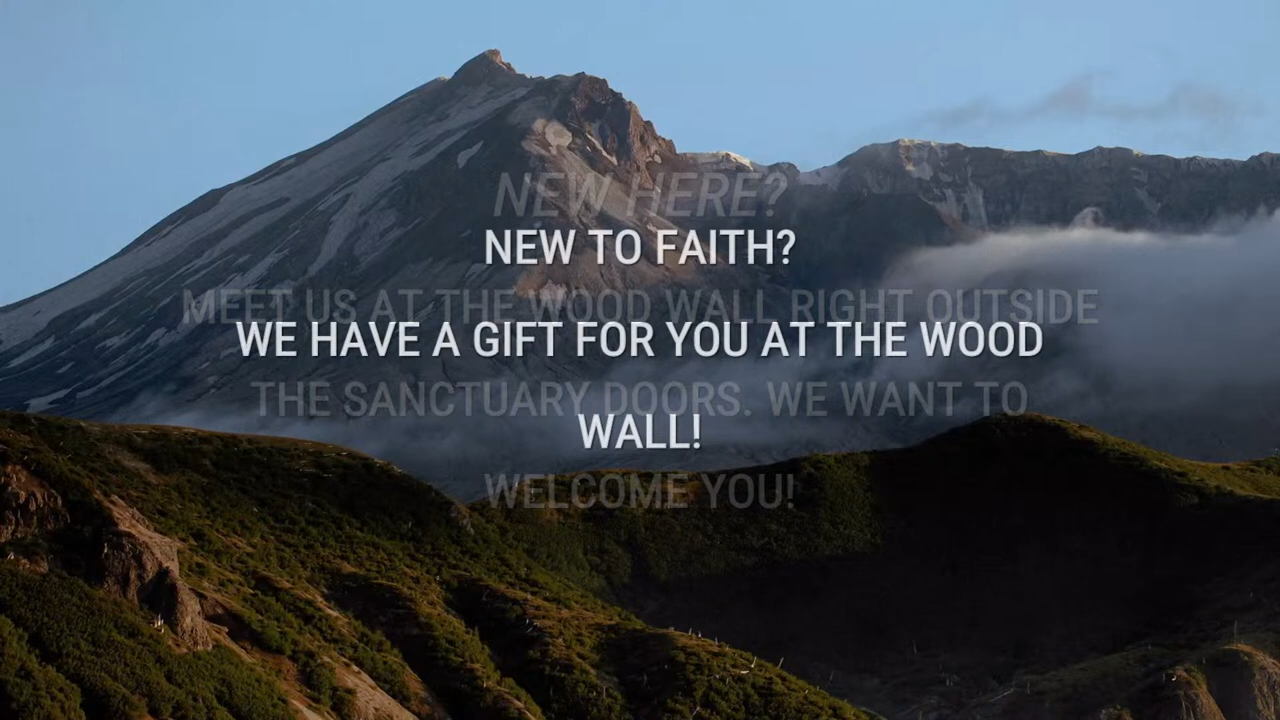 NEW HERE?
NEW TO FAITH?
MEET US AT THE WOOD WALL RIGHT OUTSIDE
WE HAVE A GIFT FOR YOU AT THE WOOD
THE SANCTUARY DOORS. WE WANT TO
WALL!
WELCOME YOU!